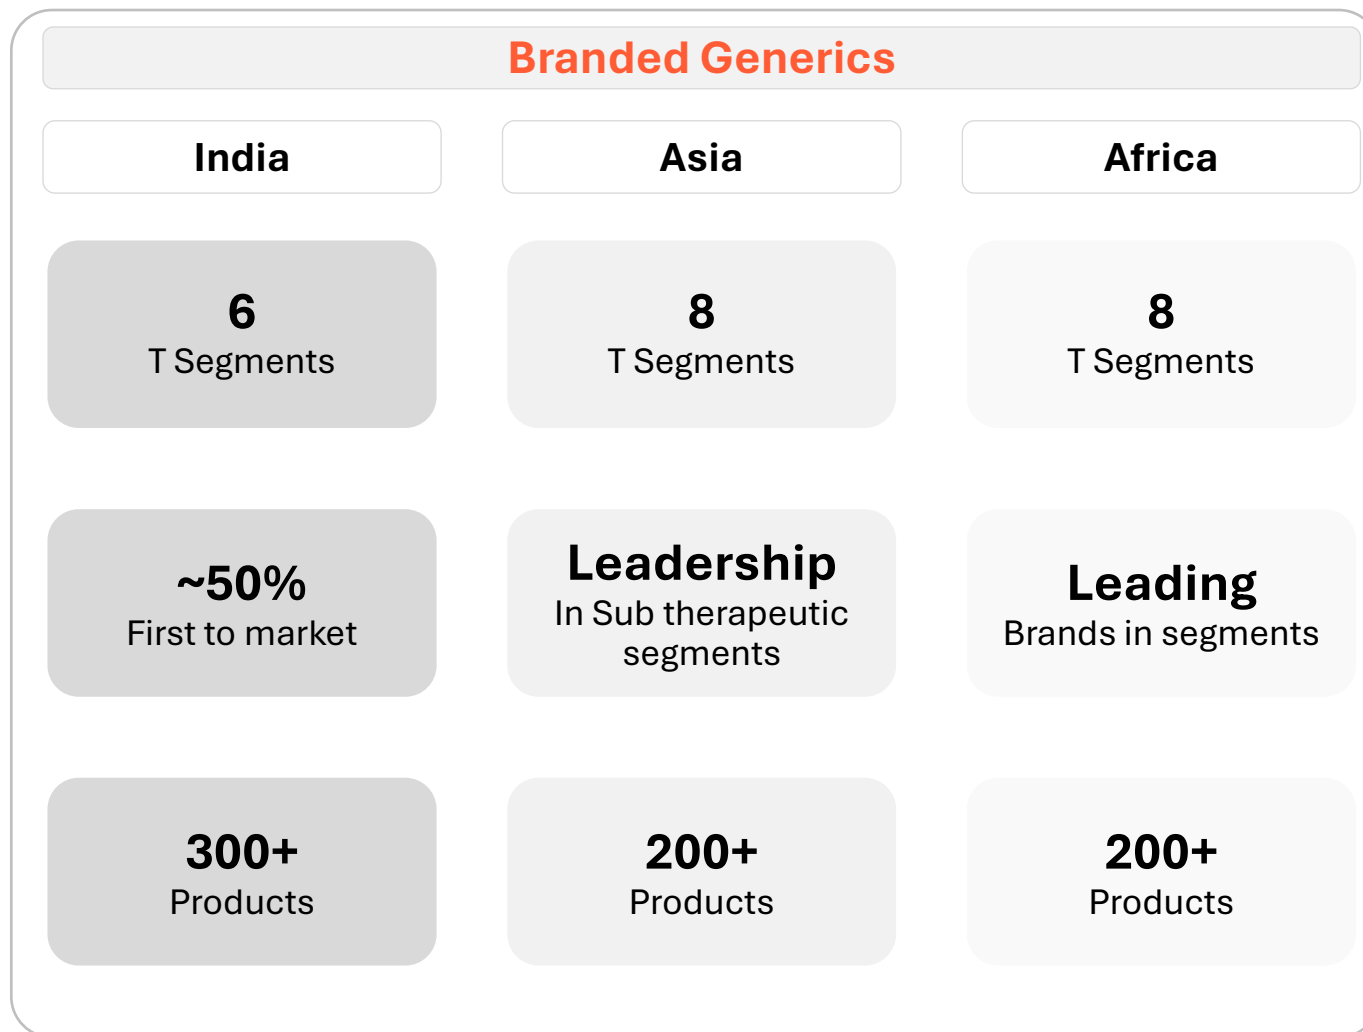 Branded Generics
India
Asia
Africa
6
T Segments
8
T Segments
8
T Segments
~50%
First to market
Leadership
In Sub therapeutic
segments
Leading
Brands in segments
300+
Products
200+
Products
200+
Products